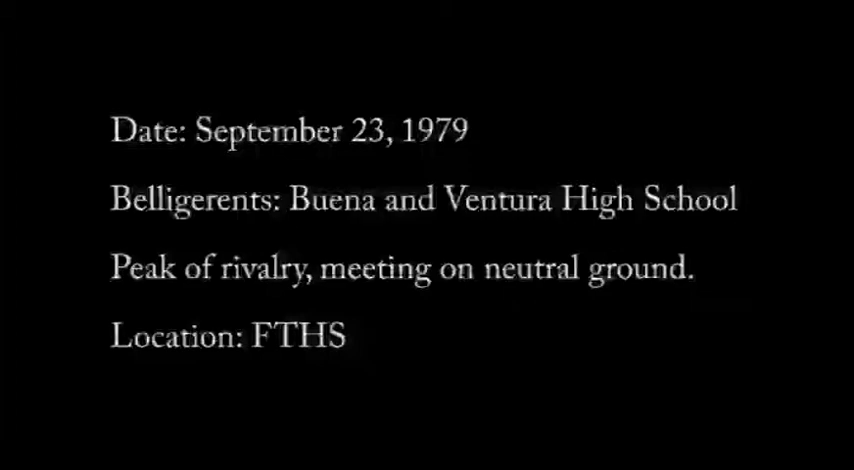 Date: September 23, 1979
Belligerents: Buena and Ventura High School
Peak of rivalry, meeting on neutral ground.
Location: FTHS